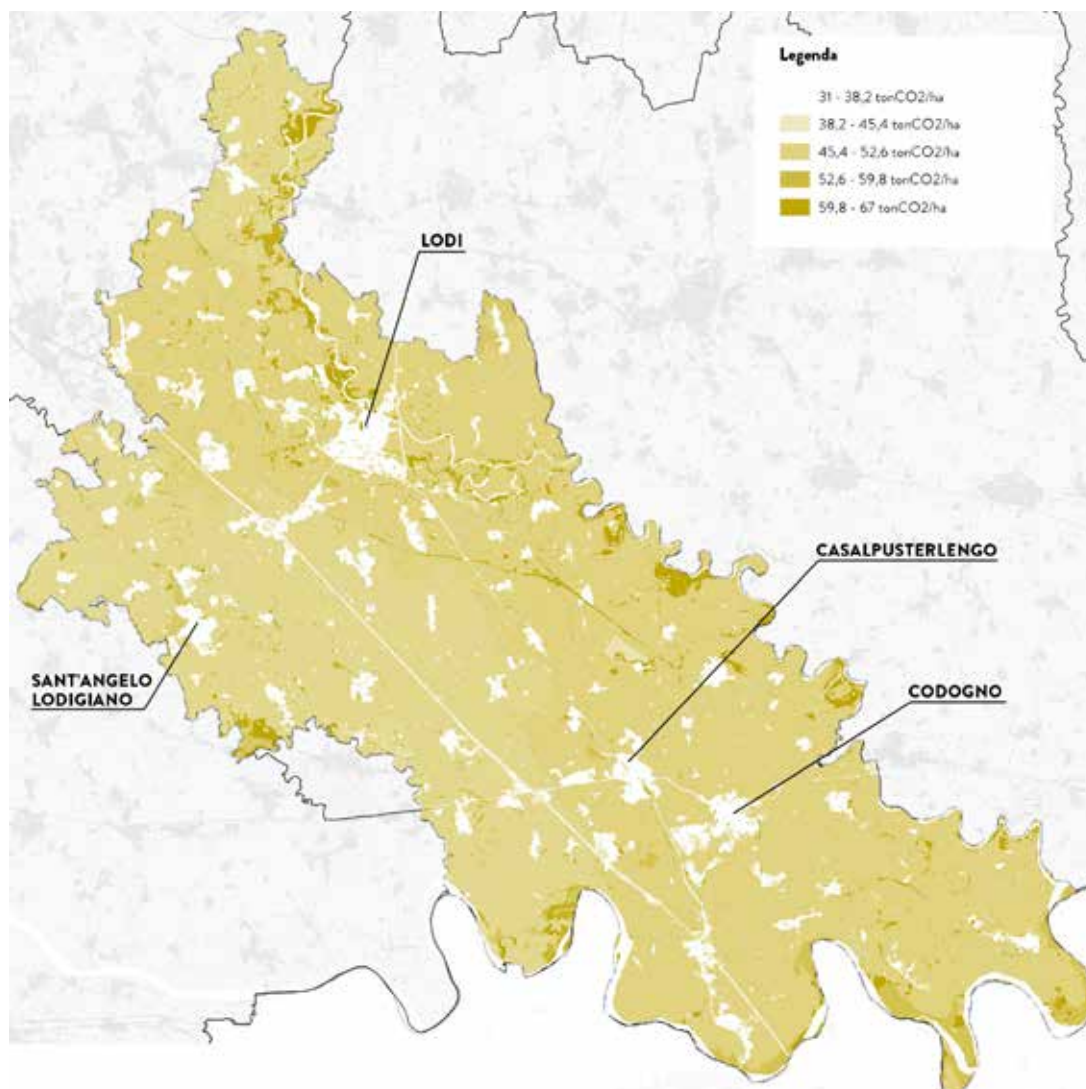 Legenda
31 - 38,2 tonCO2/ha
38,2 - 45,4 tonCO2/ha
45,4 - 52,6 tonCO2/ha
52,6 - 59,8 tonCO2/ha
59,8 - 67 tonCO2/ha
LODI
CASALPUSTERLENGO
SANT'ANGELO
LODIGIANO
CODOGNO